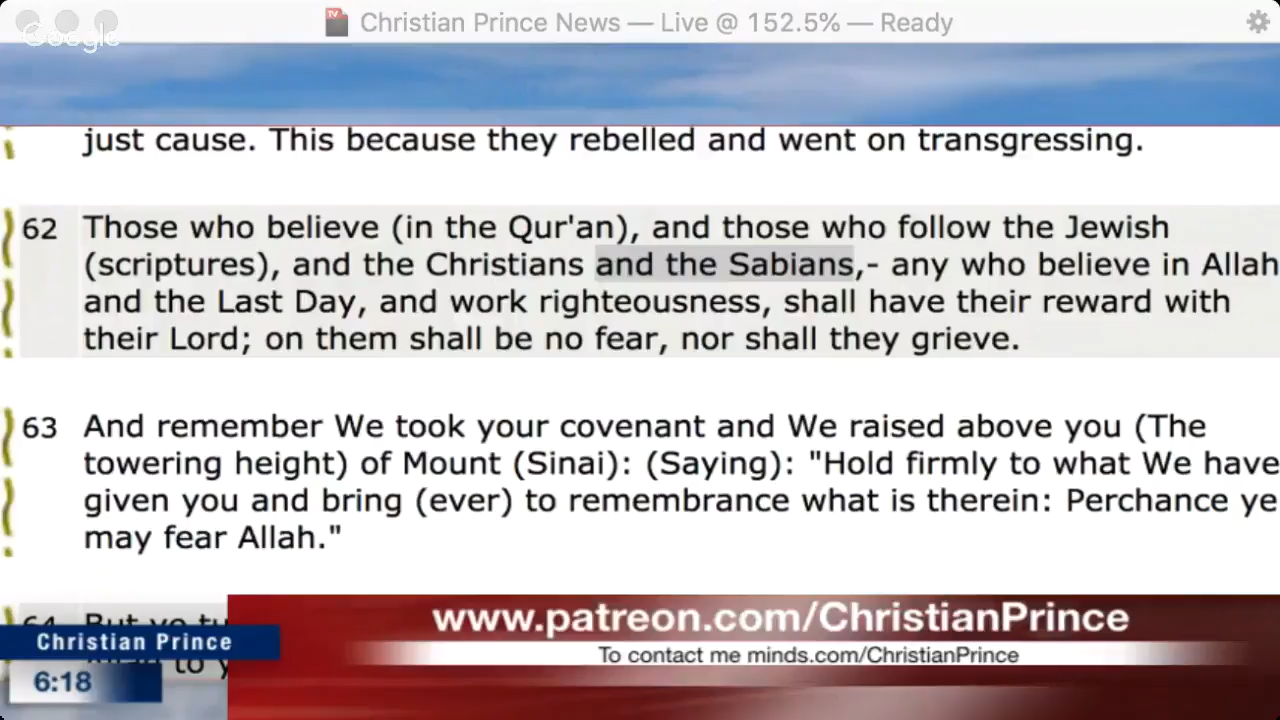 Christian Prince News — Live @ 152.5% — Ready
Google
just cause. This because they rebelled and went on transgressing.
62 Those who believe (in the Qur'an), and those who follow the Jewish
(scriptures), and the Christians and the Sabians,- any who believe in Allah
and the Last Day, and work righteousness, shall have their reward with
their Lord; on them shall be no fear, nor shall they grieve.
63 And remember We took your covenant and We raised above you (The
towering height) of Mount (Sinai): (Saying): "Hold firmly to what We have
given you and bring (ever) to remembrance what is therein: Perchance ye
may fear Allah."
64 But ye
www.patreon.com/ChristianPrince
Christian Prince
To contact me minds.com/ChristianPrince
to
6:18